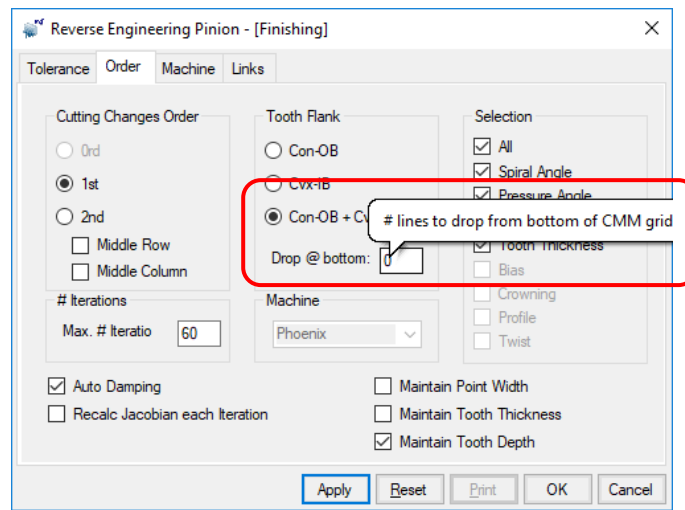 Reverse Engineering Pinion - [Finishing]
Tolerance Order Machine Links
Cutting Changes Order
0rd
1st
2nd
Middle Row
Middle Column
Tooth Flank
Con-OB
Cvx-IB
Con-OB +
# lines to drop from bottom of CMM grid
Drop @ bottom: 0
Selection
All
Spiral Angle
Pressure Angle
Tooth Thickness
Bias
Crowning
Profile
Twist
# Iterations
Max. # Iteratio 60
Machine
Phoenix
Auto Damping
Recalc Jacobian each Iteration
Maintain Point Width
Maintain Tooth Thickness
Maintain Tooth Depth
Apply Reset Print OK Cancel